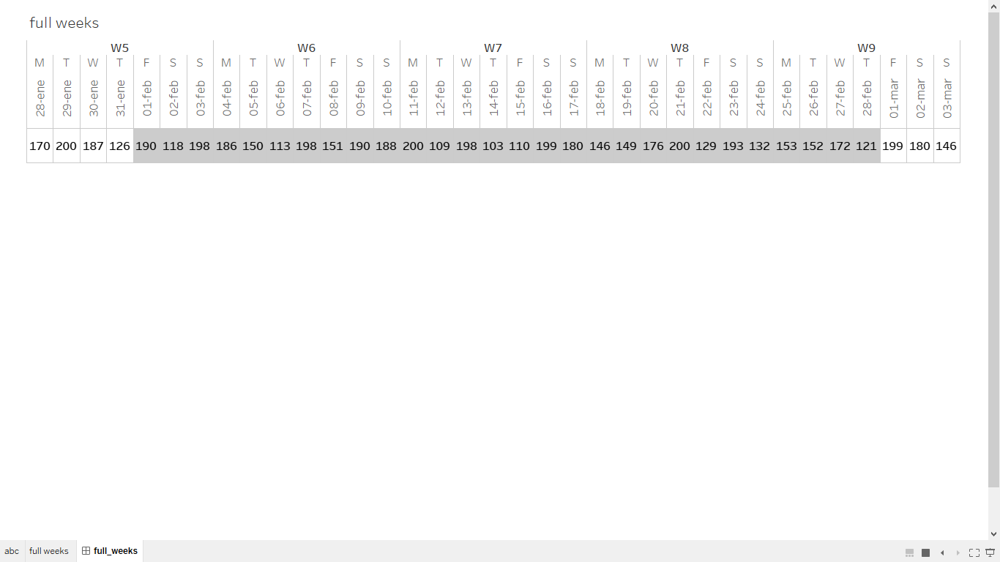 full weeks
W5 W6 W7 W8 W9
M T W T F S S M T W T F S S M T W T F S S M T W T F S S M T W T F S S
28-ene 29-ene 30-ene 31-ene 01-feb 02-feb 03-feb 04-feb 05-feb 06-feb 07-feb 08-feb 09-feb 10-feb 11-feb 12-feb 13-feb 14-feb 15-feb 16-feb 17-feb 18-feb 19-feb 20-feb 21-feb 22-feb 23-feb 24-feb 25-feb 26-feb 27-feb 28-feb 01-mar 02-mar 03-mar
170 200 187 126 190 118 198 186 150 113 198 151 190 188 200 109 198 103 110 199 180 146 149 176 200 129 193 132 153 152 172 121 199 180 146
abc full weeks full_weeks